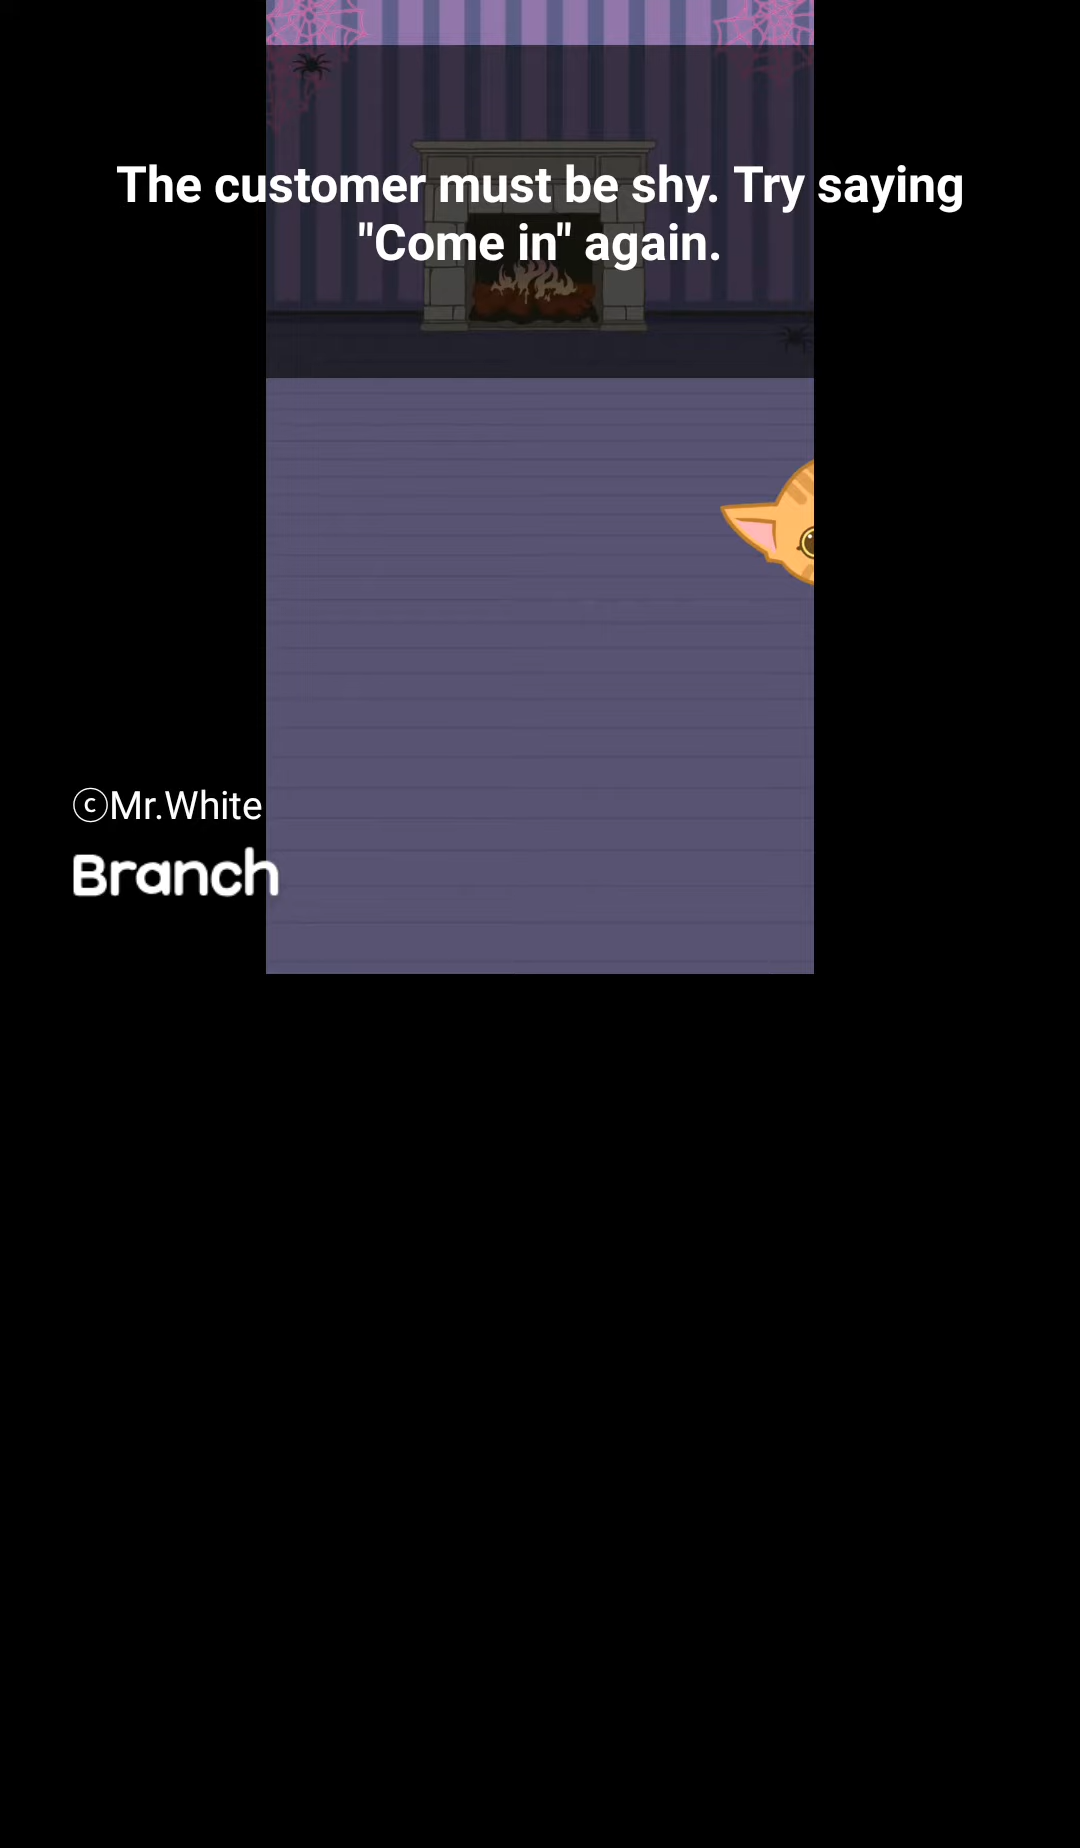 The customer must be shy. Try saying
"Come in" again.
ⓒMr.White
Branch